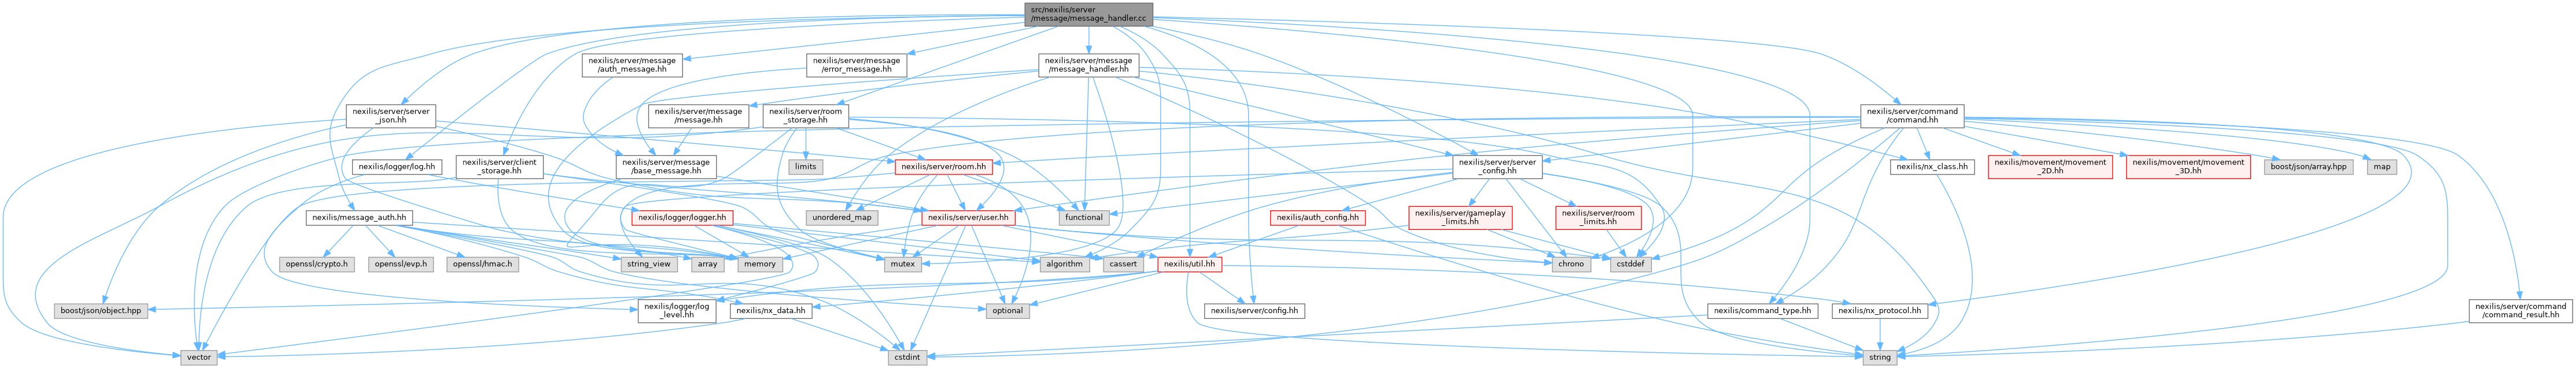 src/nexilis/server
/message/message_handler.cc
nexilis/server/message
/auth_message.hh
nexilis/server/message
/error_message.hh
nexilis/server/message
/message_handler.hh
nexilis/server/server
_json.hh
nexilis/server/message
/message.hh
nexilis/server/room
_storage.hh
nexilis/server/command
/command.hh
nexilis/logger/log.hh
nexilis/server/client
_storage.hh
nexilis/server/message
/base_message.hh
limits
nexilis/server/room.hh
nexilis/server/server
_config.hh
nexilis/nx_class.hh
nexilis/movement/movement
_2D.hh
nexilis/movement/movement
_3D.hh
boost/json/array.hpp
map
nexilis/message_auth.hh
nexilis/logger/logger.hh
unordered_map
nexilis/server/user.hh
functional
nexilis/auth_config.hh
nexilis/server/gameplay
_limits.hh
nexilis/server/room
_limits.hh
openssl/crypto.h
openssl/evp.h
openssl/hmac.h
string_view
array
memory
mutex
algorithm
cassert
nexilis/util.hh
chrono
cstddef
boost/json/object.hpp
nexilis/logger/log
_level.hh
nexilis/nx_data.hh
optional
nexilis/server/config.hh
nexilis/command_type.hh
nexilis/nx_protocol.hh
nexilis/server/command
/command_result.hh
vector
cstdint
string